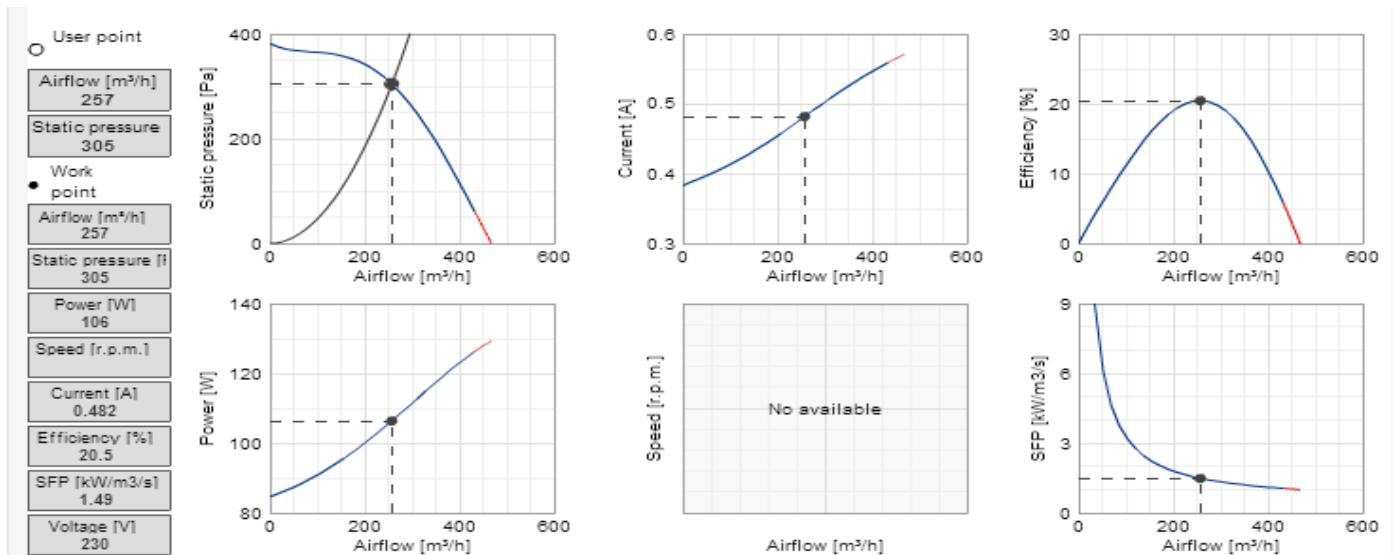 User point
Airflow [m³/h]
257
Static pressure
305
Work
point
Airflow [m³/h]
257
Static pressure [F
305
Power [W]
106
Speed [r.p.m.]
Current [A]
0.482
Efficiency [%]
20.5
SFP [kW/m3/s]
1.49
Voltage [V]
230
Static pressure [Pa]
400
200
0
0 200 400 600
Airflow [m³/h]
Current [A]
0.6
0.5
0.4
0.3
0 200 400 600
Airflow [m³/h]
Efficiency [%]
30
20
10
0
0 200 400 600
Airflow [m³/h]
Power [W]
140
120
100
80
0 200 400 600
Airflow [m³/h]
Speed [r.p.m.]
No available
Airflow [m³/h]
SFP [kW/m3/s]
9
6
3
0
0 200 400 600
Airflow [m³/h]